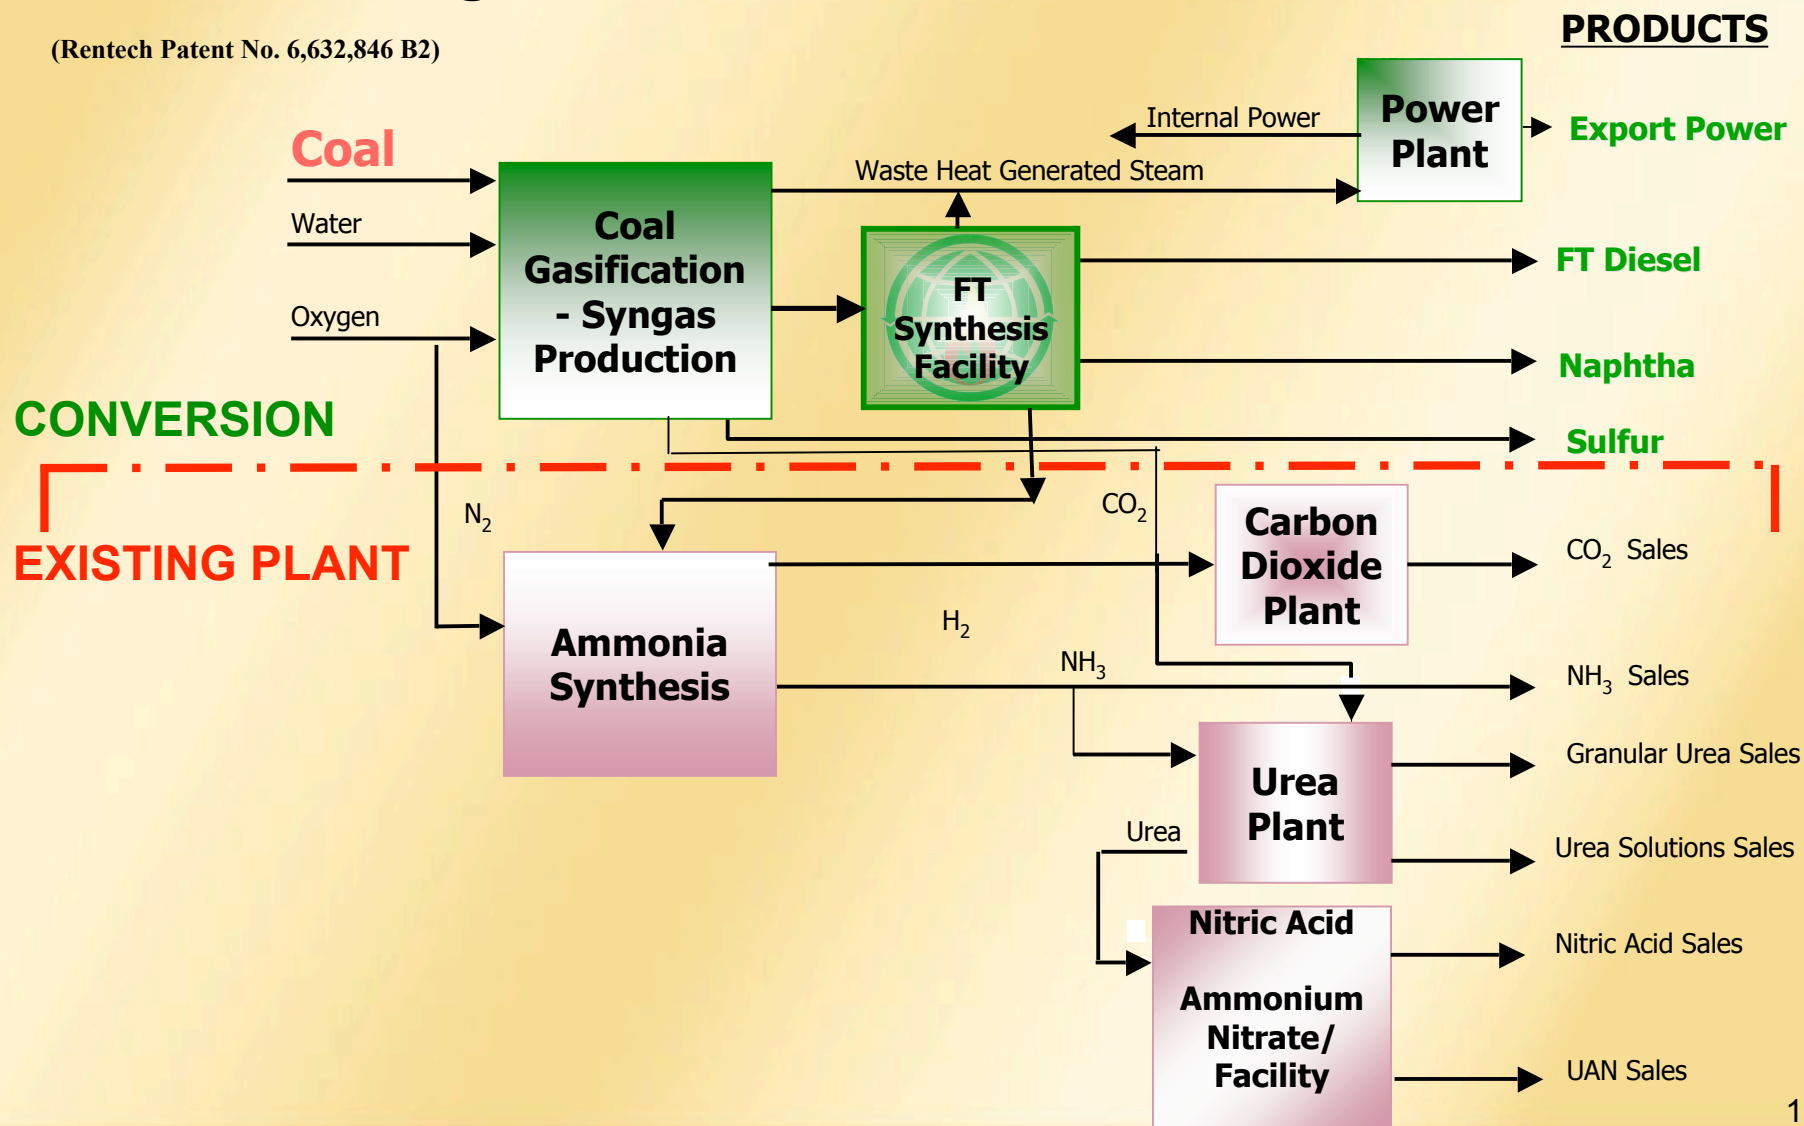 (Rentech Patent No. 6,632,846 B2)
PRODUCTS
Coal
Water
Oxygen
Coal
Gasification
- Syngas
Production
Waste Heat Generated Steam
Internal Power
Power
Plant
Export Power
FT
Synthesis
Facility
FT Diesel
Naphtha
Sulfur
CONVERSION
EXISTING PLANT
N2
CO2
Carbon
Dioxide
Plant
CO2 Sales
Ammonia
Synthesis
H2
NH3
NH3 Sales
Urea
Plant
Granular Urea Sales
Urea Solutions Sales
Urea
Nitric Acid
Ammonium
Nitrate/
Facility
Nitric Acid Sales
UAN Sales
1